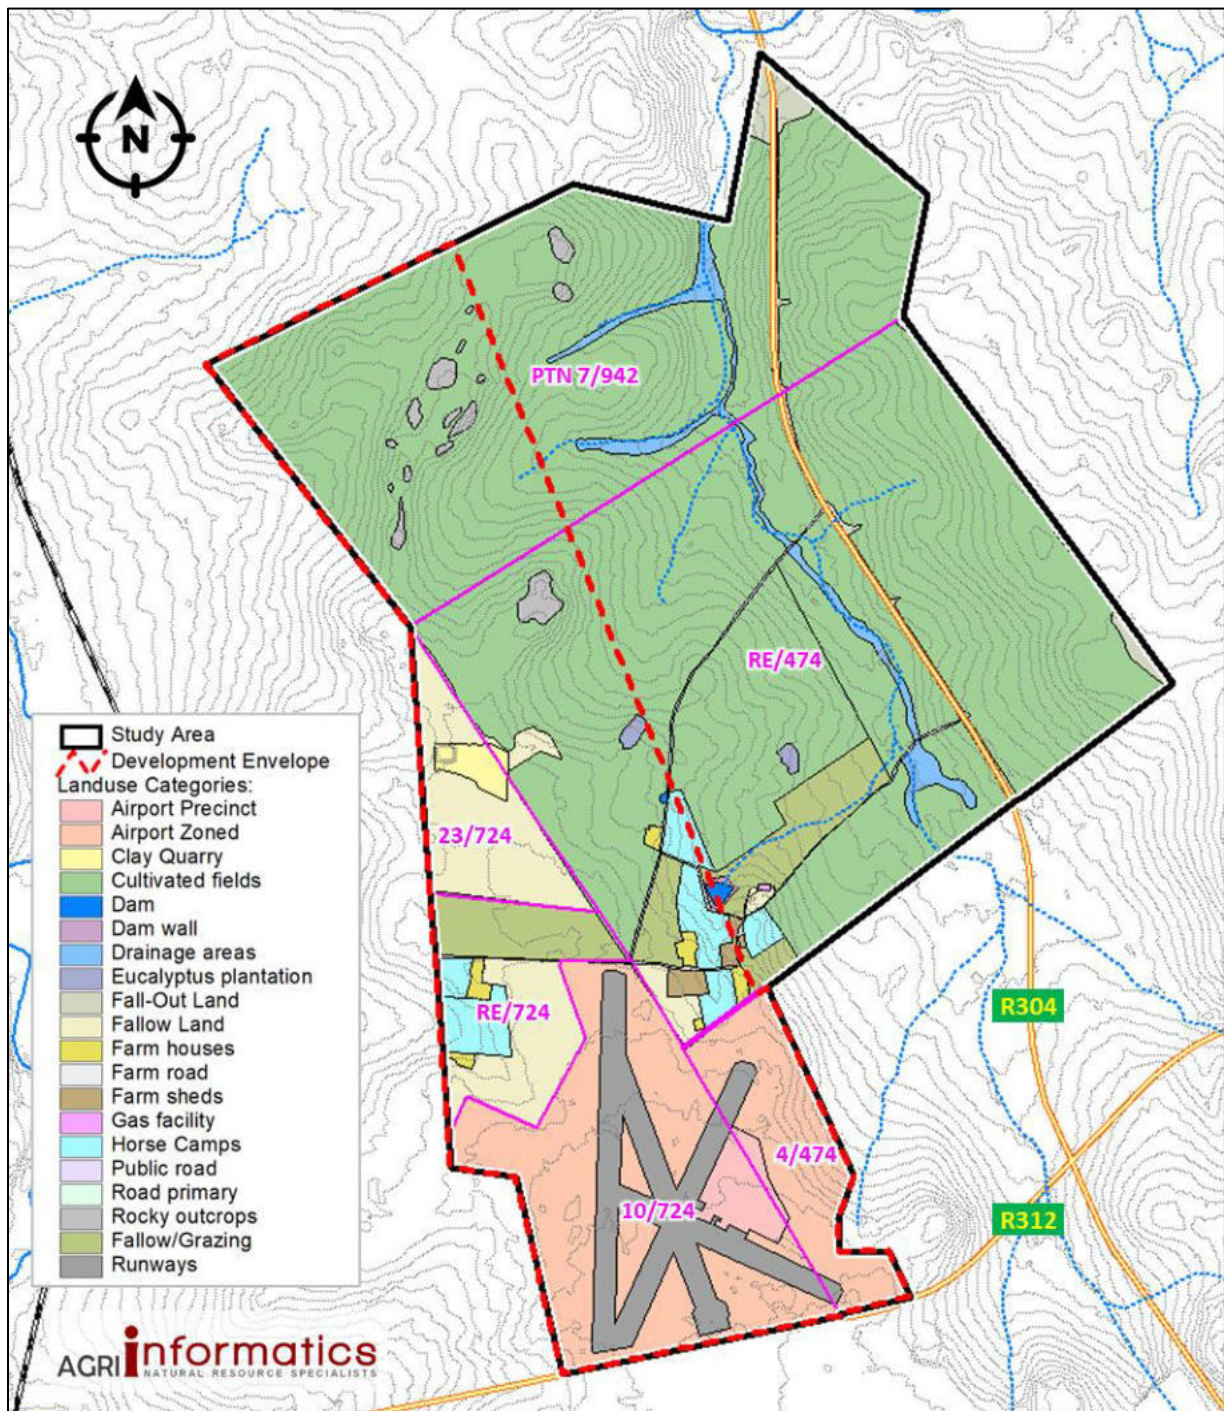 N
PTN 7/942
RE/474
Study Area
Development Envelope
Landuse Categories:
Airport Precinct
Airport Zoned
Clay Quarry
Cultivated fields
Dam
Dam wall
Drainage areas
Eucalyptus plantation
Fall-Out Land
Fallow Land
Farm houses
Farm road
Farm sheds
Gas facility
Horse Camps
Public road
Road primary
Rocky outcrops
Fallow/Grazing
Runways
23/724
RE/724
R304
4/474
10/724
R312
AGRI informatics
NATURAL RESOURCE SPECIALISTS